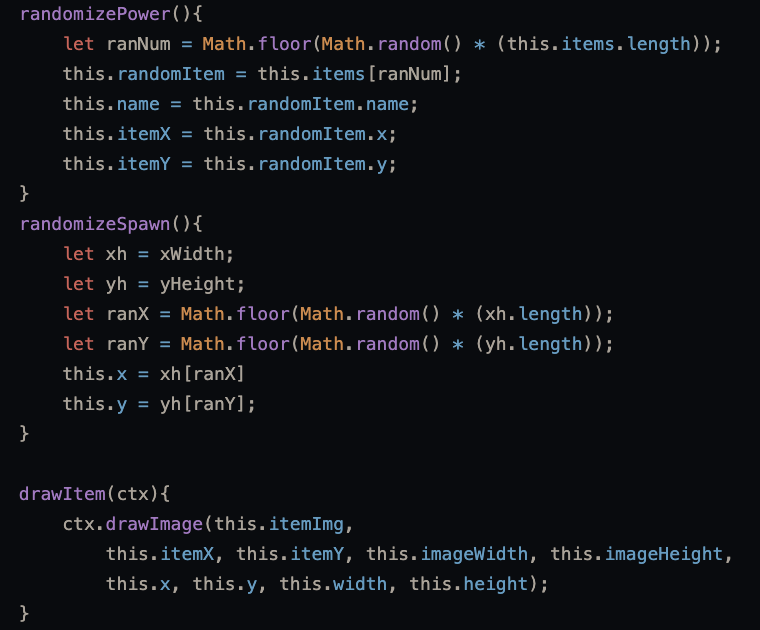 randomizePower(){
    let ranNum = Math.floor(Math.random() * (this.items.length));
    this.randomItem = this.items[ranNum];
    this.name = this.randomItem.name;
    this.itemX = this.randomItem.x;
    this.itemY = this.randomItem.y;
}
randomizeSpawn(){
    let xh = xWidth;
    let yh = yHeight;
    let ranX = Math.floor(Math.random() * (xh.length));
    let ranY = Math.floor(Math.random() * (yh.length));
    this.x = xh[ranX]
    this.y = yh[ranY];
}

drawItem(ctx){
    ctx.drawImage(this.itemImg,
        this.itemX, this.itemY, this.imageWidth, this.imageHeight,
        this.x, this.y, this.width, this.height);
}